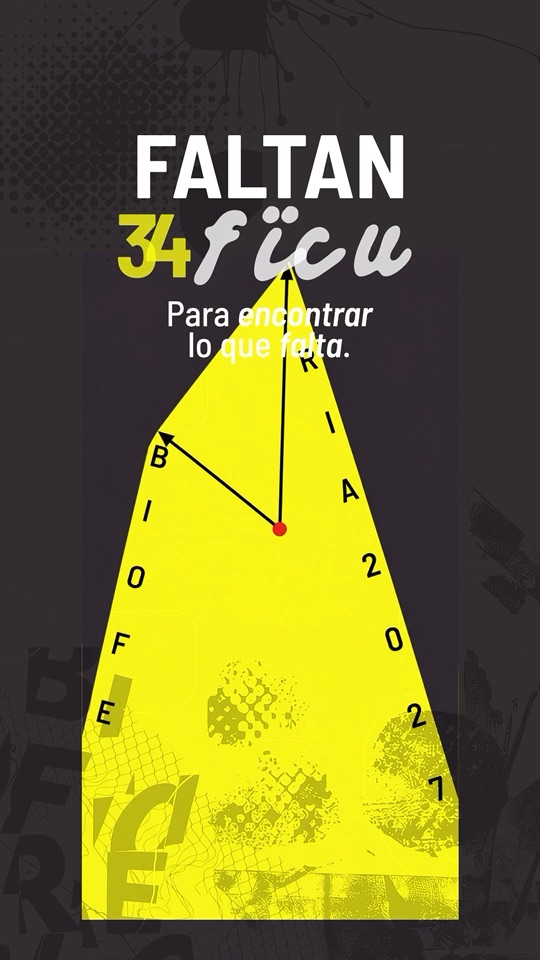 FALTAN
34 fïcu
Para encontrar
lo que falta.
BIOFE
RIA 2027